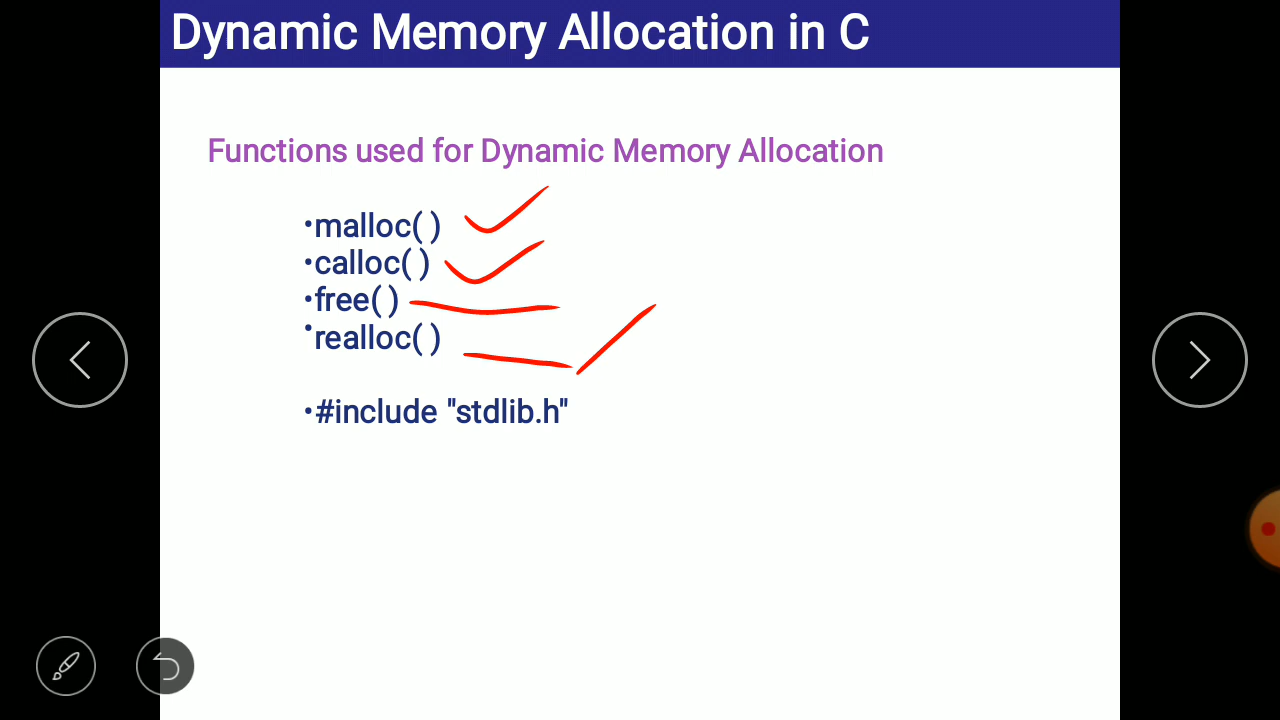 Dynamic Memory Allocation in C
Functions used for Dynamic Memory Allocation
•malloc( )
•calloc( )
•free( )
•realloc( )
•#include "stdlib.h"